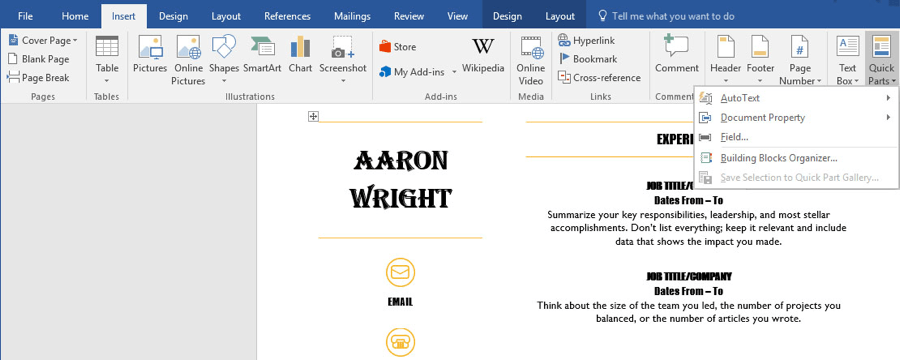 File Home Insert Design Layout References Mailings Review View Design Layout Tell me what you want to do
Cover Page
Blank Page
Page Break
Pages
Table
Tables
Pictures
Online Pictures
Shapes
SmartArt
Chart
Screenshot
Illustrations
Store
My Add-ins
W
Wikipedia
Add-ins
Online Video
Media
Hyperlink
Bookmark
Cross-reference
Links
Comment
Comment
Header
Footer
#
Page Number
A
Text Box
Quick Parts
AutoText
Document Property
Field...
Building Blocks Organizer...
Save Selection to Quick Part Gallery...
AARON
WRIGHT
EMAIL
EXPERI
JOB TITLE/COMPANY
Dates From – To
Summarize your key responsibilities, leadership, and most stellar
accomplishments. Don't list everything; keep it relevant and include
data that shows the impact you made.
JOB TITLE/COMPANY
Dates From – To
Think about the size of the team you led, the number of projects you
balanced, or the number of articles you wrote.